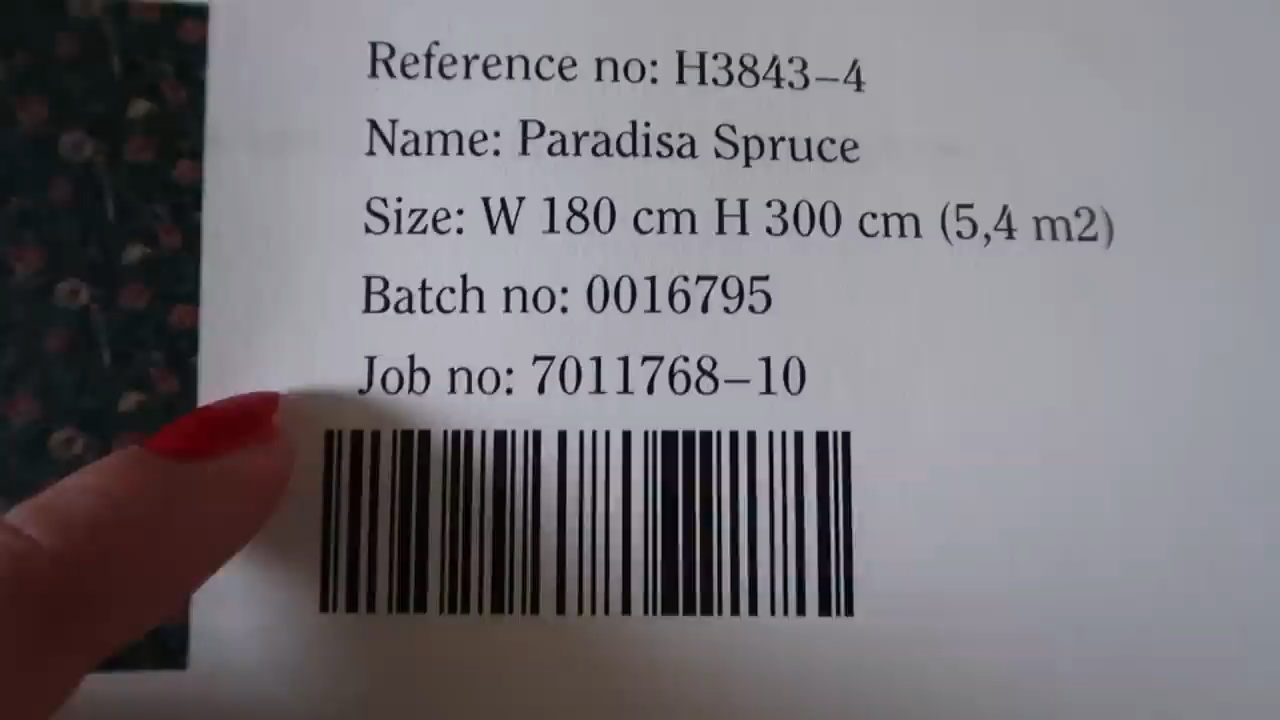 Reference no: H3843–4
Name: Paradisa Spruce
Size: W 180 cm H 300 cm (5,4 m2)
Batch no: 0016795
Job no: 7011768–10